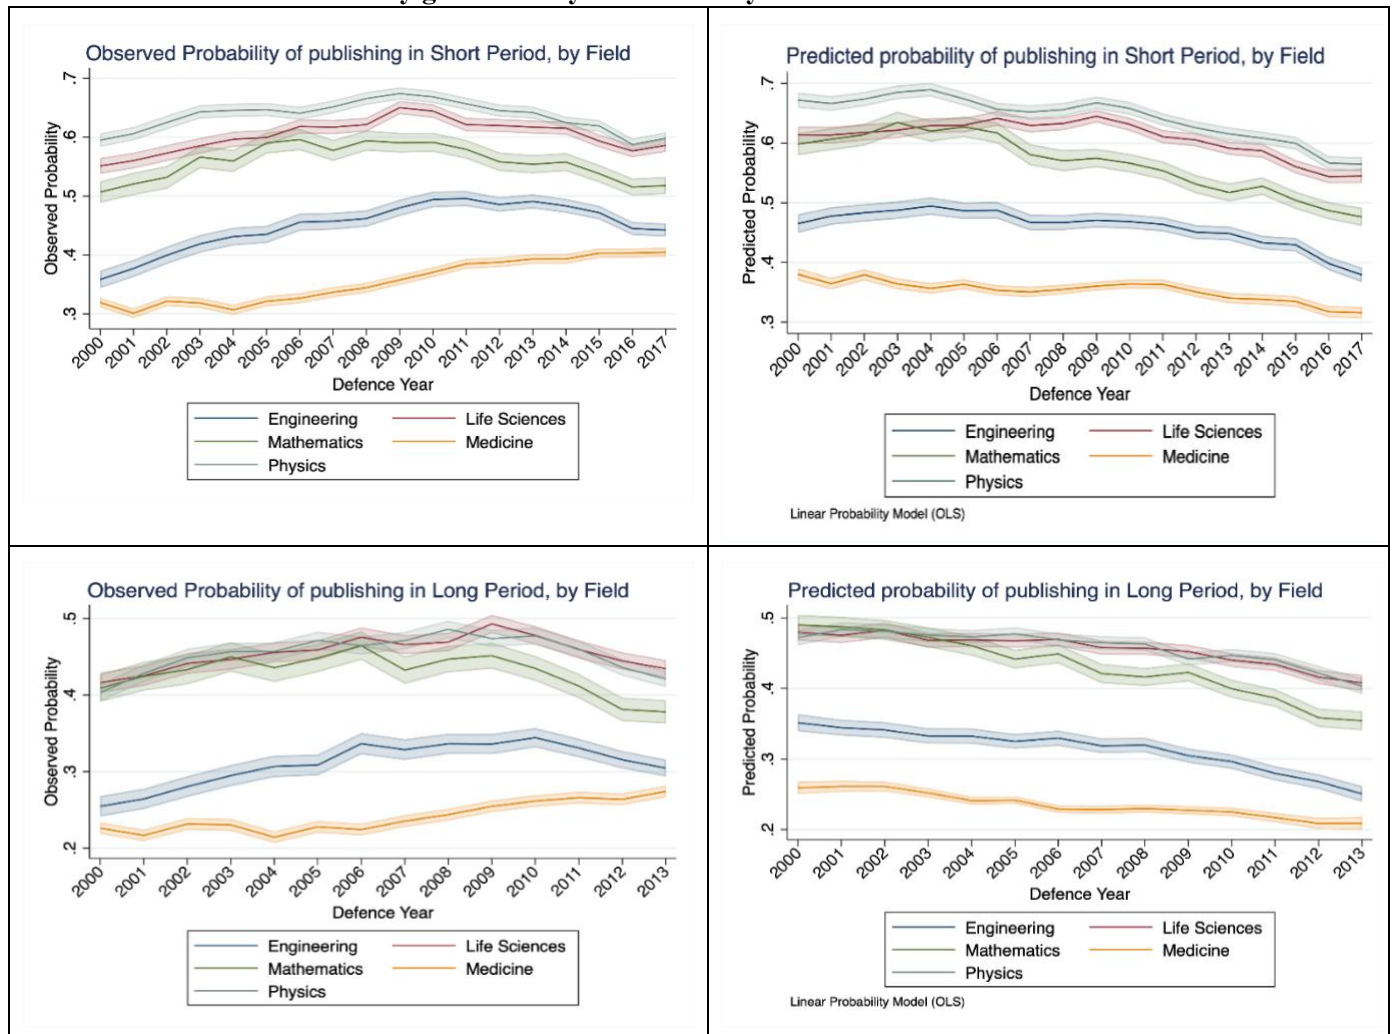 Observed Probability of publishing in Short Period, by Field
.7
.6
.5
.4
.3
Observed Probability
2000 2001 2002 2003 2004 2005 2006 2007 2008 2009 2010 2011 2012 2013 2014 2015 2016 2017
Defence Year
Engineering Life Sciences
Mathematics Medicine
Physics
Predicted probability of publishing in Short Period, by Field
.7
.6
.5
.4
.3
Predicted Probability
2000 2001 2002 2003 2004 2005 2006 2007 2008 2009 2010 2011 2012 2013 2014 2015 2016 2017
Defence Year
Engineering Life Sciences
Mathematics Medicine
Physics
Linear Probability Model (OLS)
Observed Probability of publishing in Long Period, by Field
.5
.4
.3
.2
Observed Probability
2000 2001 2002 2003 2004 2005 2006 2007 2008 2009 2010 2011 2012 2013
Defence Year
Engineering Life Sciences
Mathematics Medicine
Physics
Predicted probability of publishing in Long Period, by Field
.5
.4
.3
.2
Predicted Probability
2000 2001 2002 2003 2004 2005 2006 2007 2008 2009 2010 2011 2012 2013
Defence Year
Engineering Life Sciences
Mathematics Medicine
Physics
Linear Probability Model (OLS)